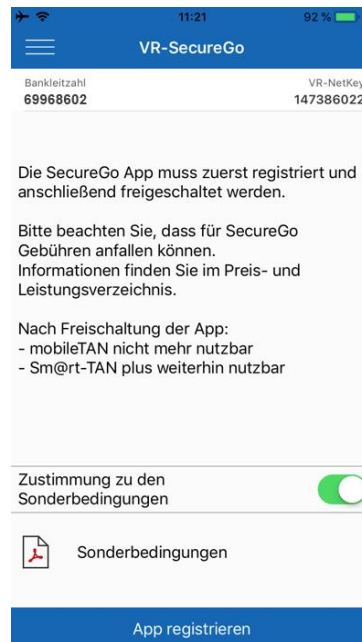 11:21
92 %
VR-SecureGo
Bankleitzahl
VR-NetKey
69968602
147386022
Die SecureGo App muss zuerst registriert und
anschließend freigeschaltet werden.
Bitte beachten Sie, dass für SecureGo
Gebühren anfallen können.
Informationen finden Sie im Preis- und
Leistungsverzeichnis.
Nach Freischaltung der App:
- mobileTAN nicht mehr nutzbar
- Sm@rt-TAN plus weiterhin nutzbar
Zustimmung zu den
Sonderbedingungen
Sonderbedingungen
App registrieren